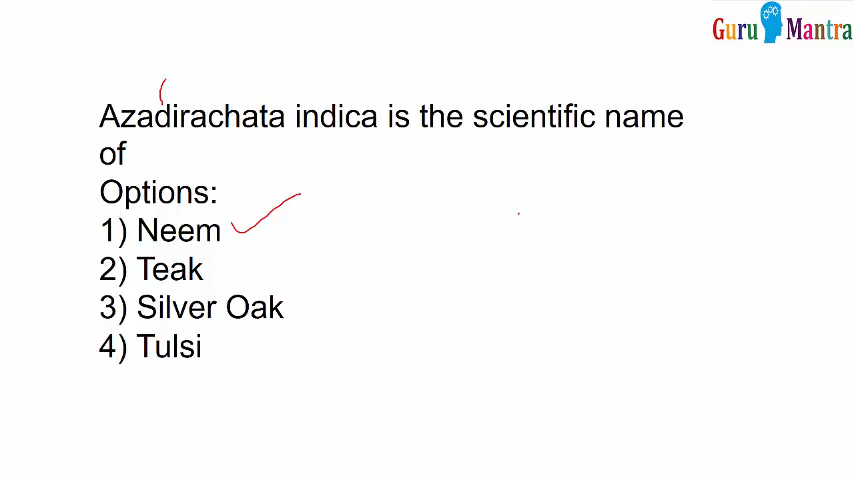 Guru Mantra
Azadirachata indica is the scientific name
of
Options:
1) Neem
2) Teak
3) Silver Oak
4) Tulsi